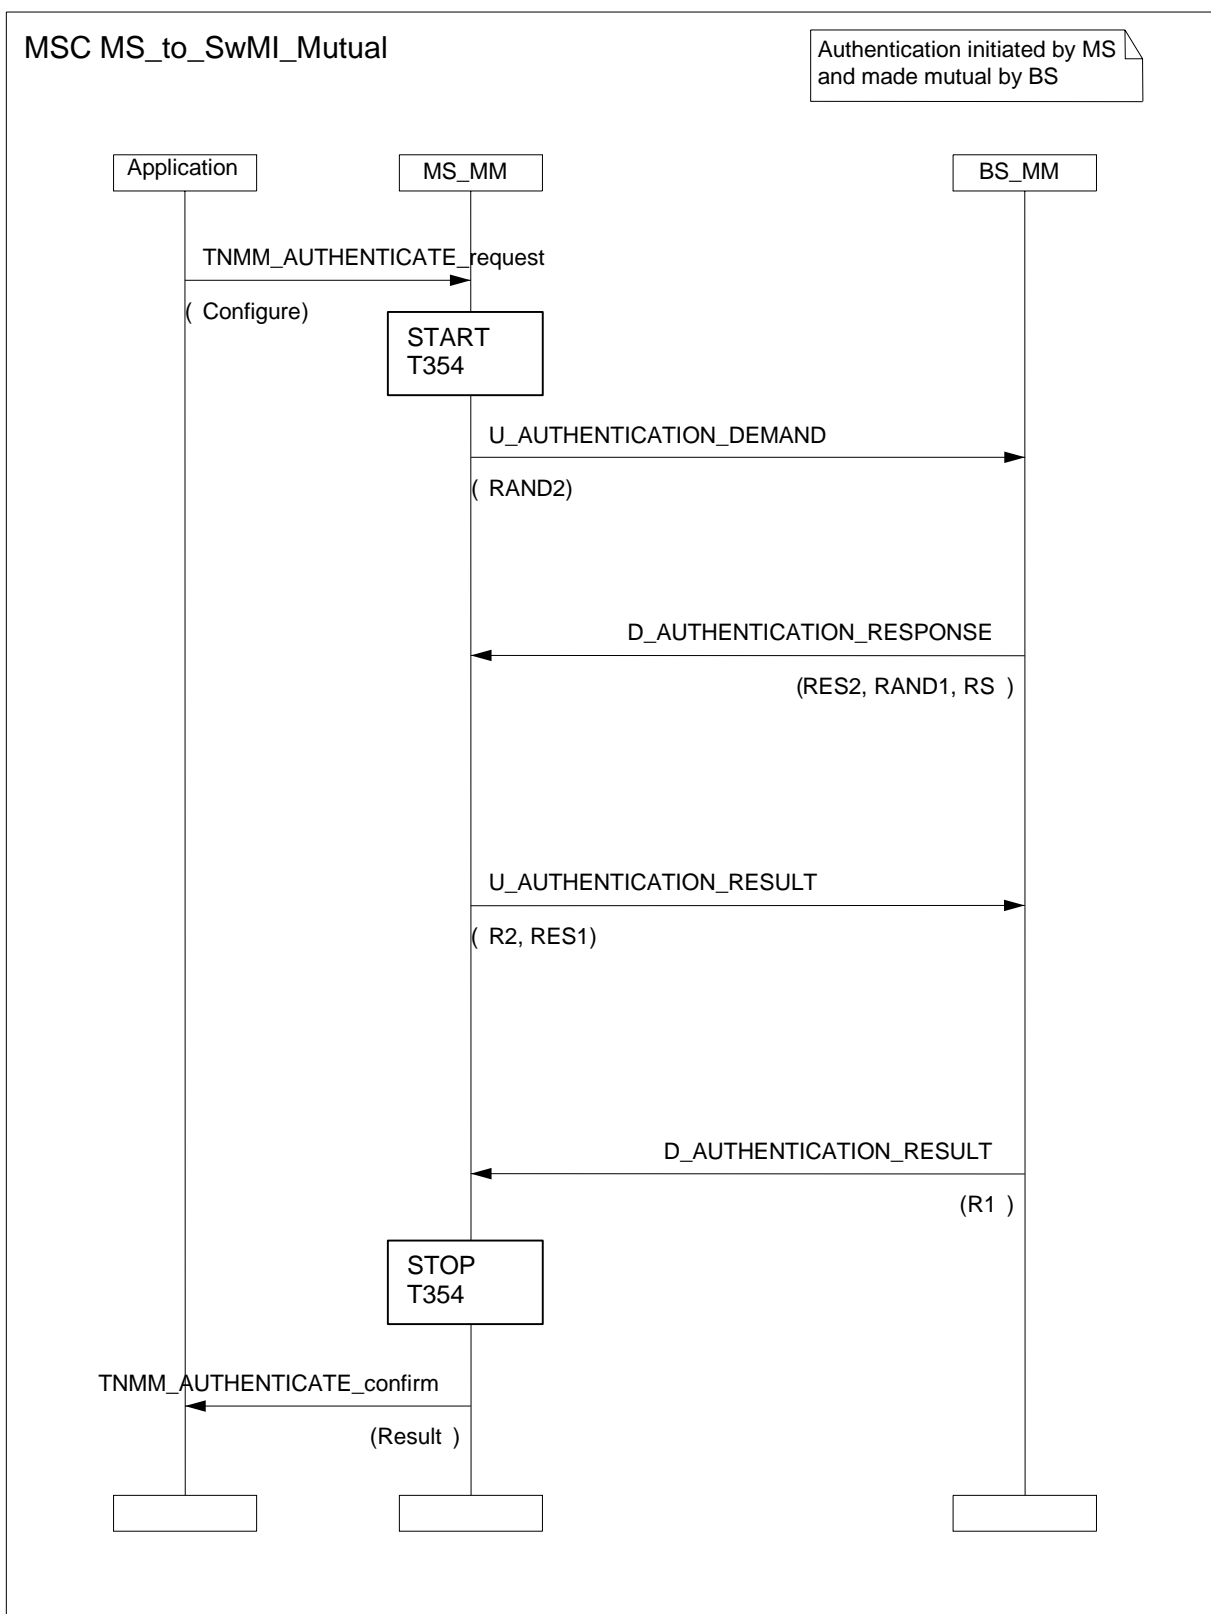 MSC MS_to_SwMI_Mutual
Authentication initiated by MS
and made mutual by BS
Application
MS_MM
BS_MM
TNMM_AUTHENTICATE_request
( Configure)
START
T354
U_AUTHENTICATION_DEMAND
( RAND2)
D_AUTHENTICATION_RESPONSE
(RES2, RAND1, RS )
U_AUTHENTICATION_RESULT
( R2, RES1)
D_AUTHENTICATION_RESULT
(R1 )
STOP
T354
TNMM_AUTHENTICATE_confirm
(Result )